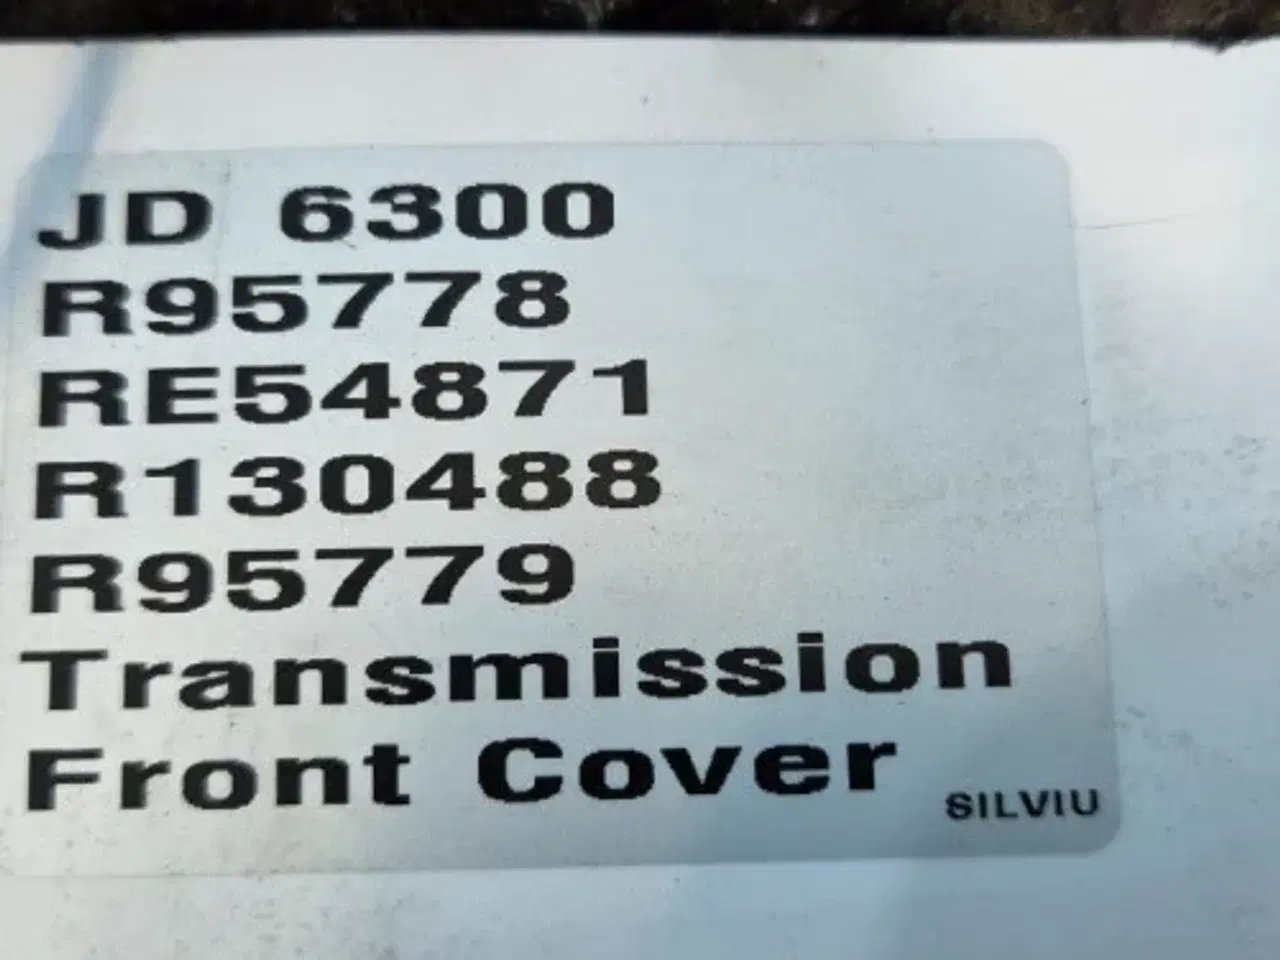 JD 6300
R95778
RE54871
R130488
R95779
Transmission
Front Cover
SILVIU